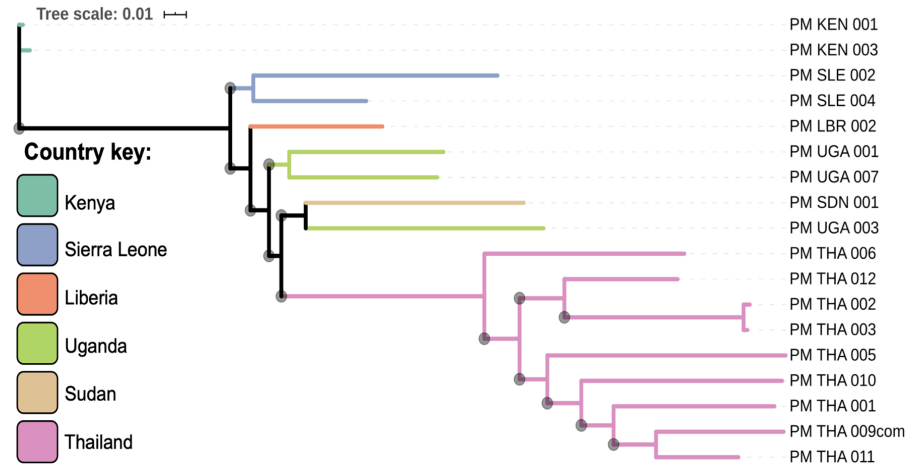 Tree scale: 0.01
PM KEN 001
PM KEN 003
PM SLE 002
PM SLE 004
PM LBR 002
PM UGA 001
PM UGA 007
PM SDN 001
PM UGA 003
PM THA 006
PM THA 012
PM THA 002
PM THA 003
PM THA 005
PM THA 010
PM THA 001
PM THA 009com
PM THA 011
Country key:
Kenya
Sierra Leone
Liberia
Uganda
Sudan
Thailand